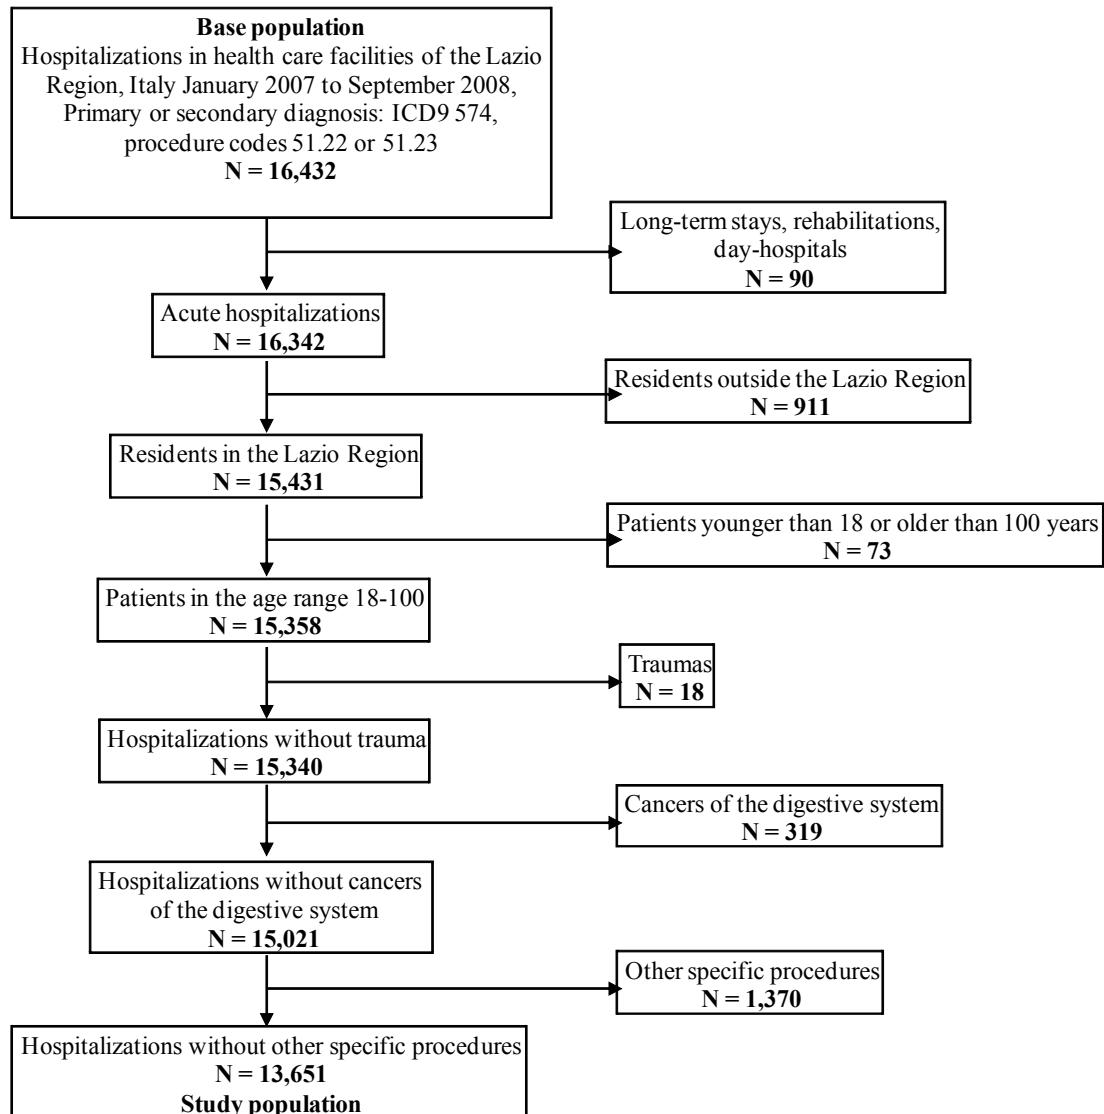 Base population
Hospitalizations in health care facilities of the Lazio
Region, Italy January 2007 to September 2008,
Primary or secondary diagnosis: ICD9 574,
procedure codes 51.22 or 51.23
N = 16,432
Long-term stays, rehabilitations,
day-hospitals
N = 90
Acute hospitalizations
N = 16,342
Residents outside the Lazio Region
N = 911
Residents in the Lazio Region
N = 15,431
Patients younger than 18 or older than 100 years
N = 73
Patients in the age range 18-100
N = 15,358
Traumas
N = 18
Hospitalizations without trauma
N = 15,340
Cancers of the digestive system
N = 319
Hospitalizations without cancers
of the digestive system
N = 15,021
Other specific procedures
N = 1,370
Hospitalizations without other specific procedures
N = 13,651
Study population